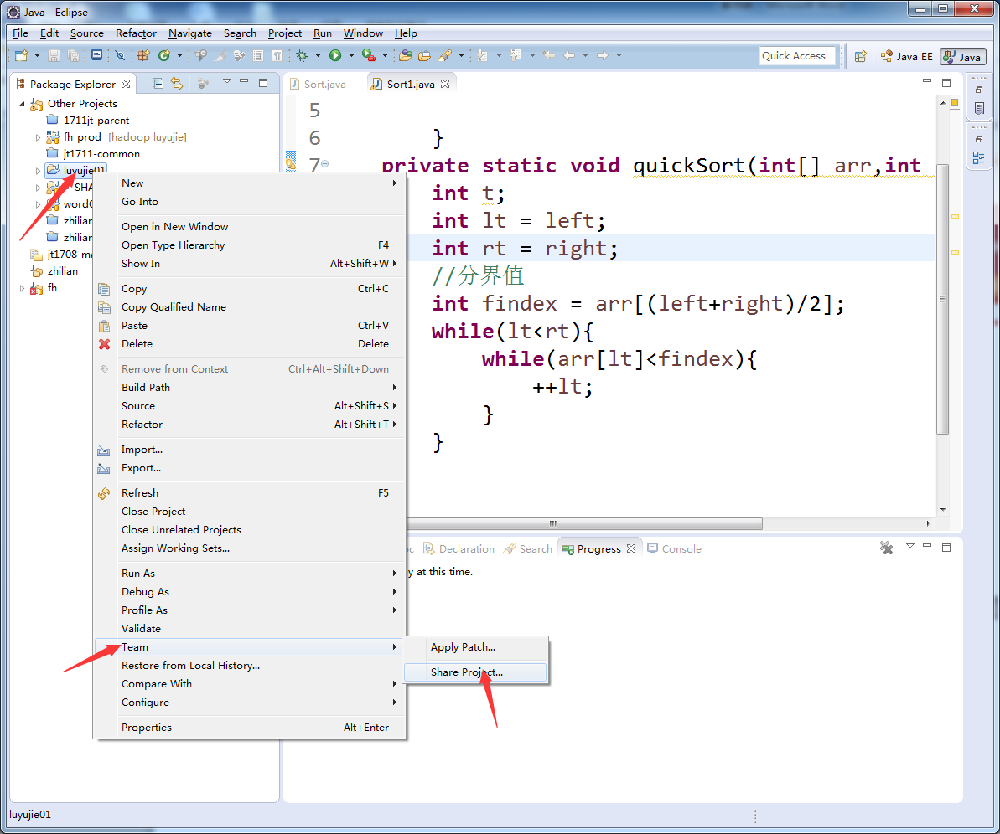 Java - Eclipse
File Edit Source Refactor Navigate Search Project Run Window Help
Quick Access Java EE Java
Package Explorer
Other Projects
1711jt-parent
fh_prod [hadoop luyujie]
jt1711-common
luyujie01
SHA
word
zhilian
zhilian
jt1708-ma
zhilian
fh
Sort.java Sort1.java
5
6 }
7 private static void quickSort(int[] arr,int
int t;
int lt = left;
int rt = right;
//分界值
int findex = arr[(left+right)/2];
while(lt<rt){
while(arr[lt]<findex){
++lt;
}
}
New
Go Into
Open in New Window
Open Type Hierarchy F4
Show In Alt+Shift+W
Copy Ctrl+C
Copy Qualified Name
Paste Ctrl+V
Delete Delete
Remove from Context Ctrl+Alt+Shift+Down
Build Path
Source Alt+Shift+S
Refactor Alt+Shift+T
Import...
Export...
Refresh F5
Close Project
Close Unrelated Projects
Assign Working Sets...
Run As
Debug As
Profile As
Validate
Team
Restore from Local History...
Compare With
Configure
Properties Alt+Enter
Apply Patch...
Share Project...
Declaration Search Progress Console
at this time.
luyujie01